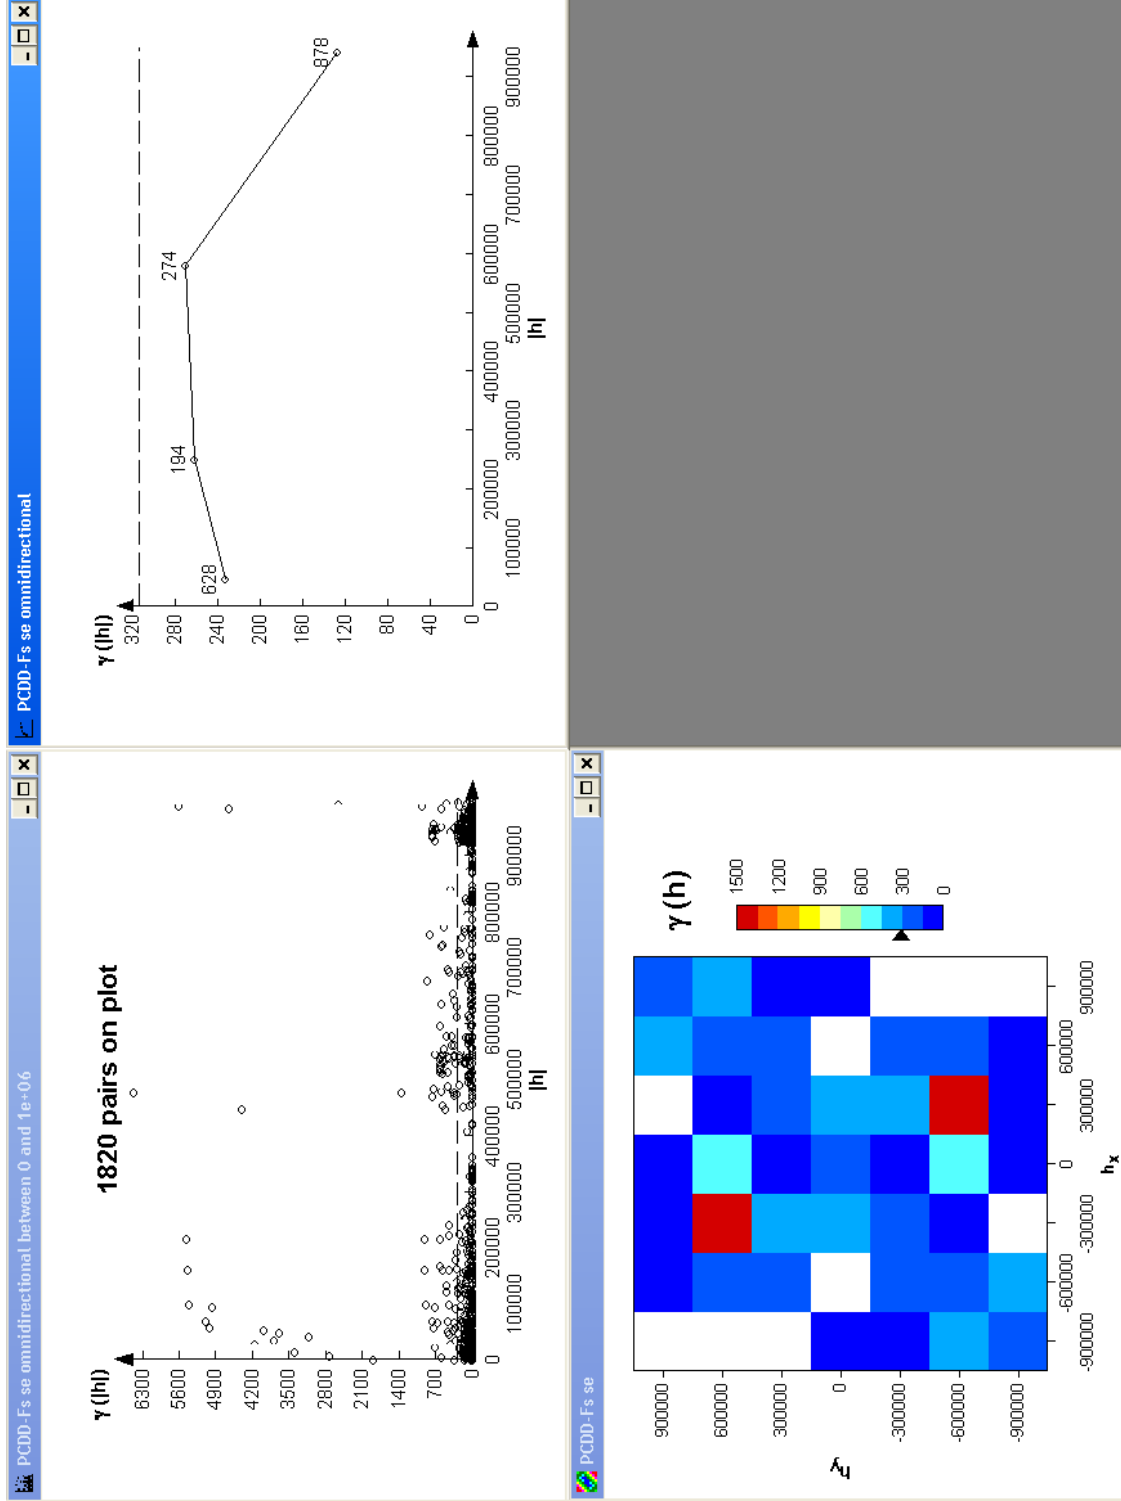 PCDD-Fs se omnidirectional between 0 and 1e+06
γ (|h|)
1820 pairs on plot
6300
5600
4900
4200
3500
2800
2100
1400
700
0
0 100000 200000 300000 400000 500000 600000 700000 800000 900000
|h|
PCDD-Fs se omnidirectional
γ (|h|)
320
280
240
200
160
120
80
40
0
628
194
274
878
0 100000 200000 300000 400000 500000 600000 700000 800000 900000
|h|
PCDD-Fs se
hy
900000
600000
300000
0
-300000
-600000
-900000
-900000 -600000 -300000 0 300000 600000 900000
hx
γ (h)
1500
1200
900
600
300
0